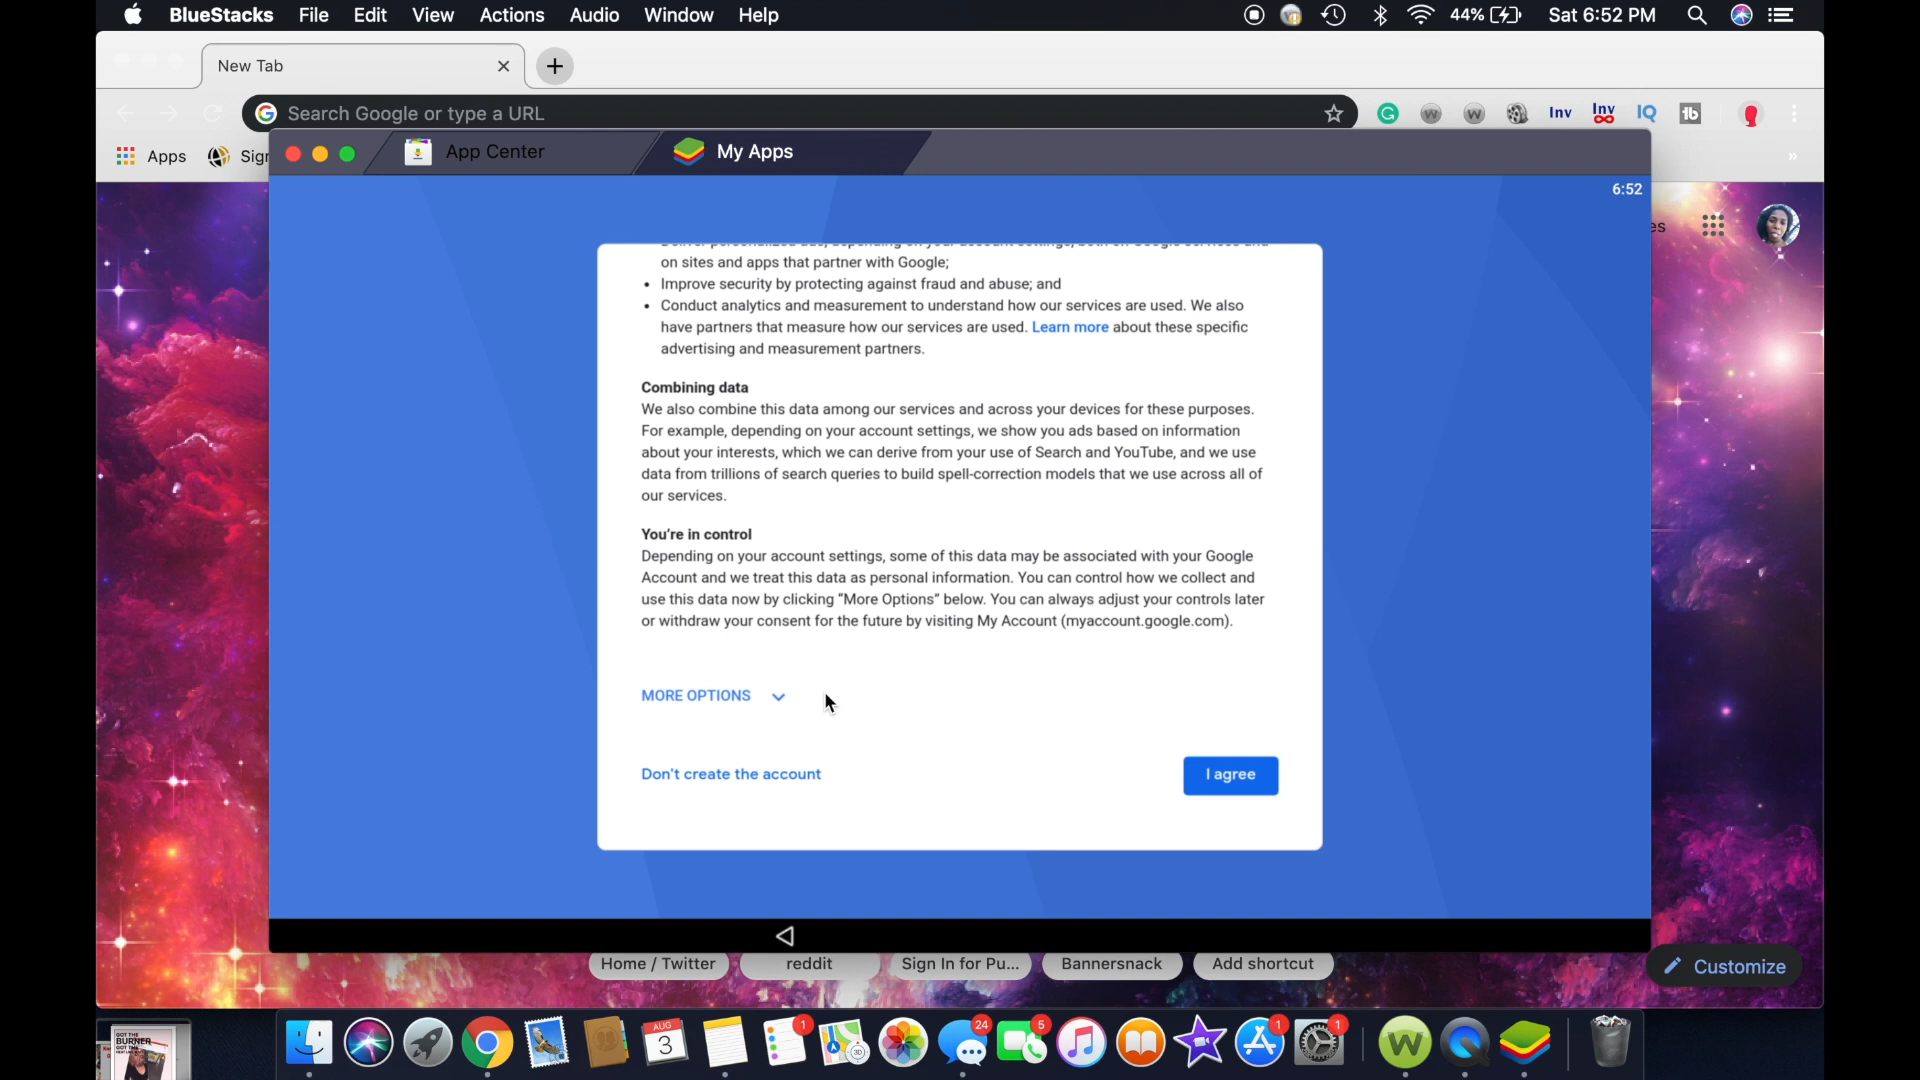 BlueStacks File Edit View Actions Audio Window Help 44% Sat 6:52 PM
New Tab
Search Google or type a URL
Inv Inv IQ tb
Apps
App Center My Apps
6:52
on sites and apps that partner with Google;
• Improve security by protecting against fraud and abuse; and
• Conduct analytics and measurement to understand how our services are used. We also
have partners that measure how our services are used. Learn more about these specific
advertising and measurement partners.
Combining data
We also combine this data among our services and across your devices for these purposes.
For example, depending on your account settings, we show you ads based on information
about your interests, which we can derive from your use of Search and YouTube, and we use
data from trillions of search queries to build spell-correction models that we use across all of
our services.
You're in control
Depending on your account settings, some of this data may be associated with your Google
Account and we treat this data as personal information. You can control how we collect and
use this data now by clicking “More Options” below. You can always adjust your controls later
or withdraw your consent for the future by visiting My Account (myaccount.google.com).
MORE OPTIONS
Don't create the account I agree
Home / Twitter reddit Sign In for Pu... Bannersnack Add shortcut
Customize
GOT THE
BURNER
AUG
3
1
3D
24
5
1
1